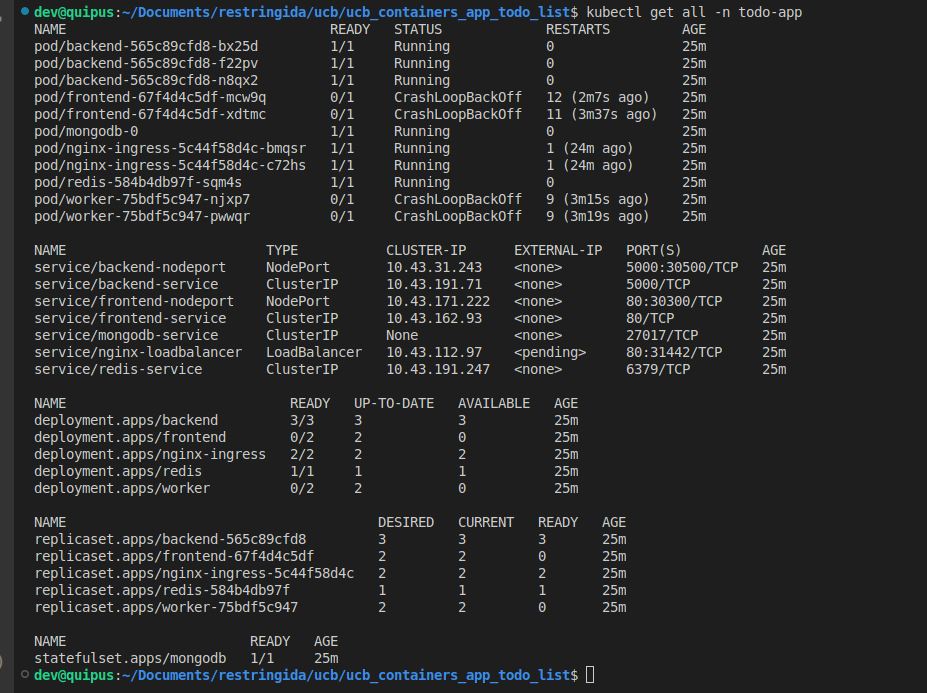 dev@quipus:~/Documents/restringida/ucb/ucb_containers_app_todo_list$ kubectl get all -n todo-app
NAME READY STATUS RESTARTS AGE
pod/backend-565c89cfd8-bx25d 1/1 Running 0 25m
pod/backend-565c89cfd8-f22pv 1/1 Running 0 25m
pod/backend-565c89cfd8-n8qx2 1/1 Running 0 25m
pod/frontend-67f4d4c5df-mcw9q 0/1 CrashLoopBackOff 12 (2m7s ago) 25m
pod/frontend-67f4d4c5df-xdtmc 0/1 CrashLoopBackOff 11 (3m37s ago) 25m
pod/mongodb-0 1/1 Running 0 25m
pod/nginx-ingress-5c44f58d4c-bmqsr 1/1 Running 1 (24m ago) 25m
pod/nginx-ingress-5c44f58d4c-c72hs 1/1 Running 1 (24m ago) 25m
pod/redis-584b4db97f-sqm4s 1/1 Running 0 25m
pod/worker-75bdf5c947-njxp7 0/1 CrashLoopBackOff 9 (3m15s ago) 25m
pod/worker-75bdf5c947-pwwqr 0/1 CrashLoopBackOff 9 (3m19s ago) 25m
NAME TYPE CLUSTER-IP EXTERNAL-IP PORT(S) AGE
service/backend-nodeport NodePort 10.43.31.243 <none> 5000:30500/TCP 25m
service/backend-service ClusterIP 10.43.191.71 <none> 5000/TCP 25m
service/frontend-nodeport NodePort 10.43.171.222 <none> 80:30300/TCP 25m
service/frontend-service ClusterIP 10.43.162.93 <none> 80/TCP 25m
service/mongodb-service ClusterIP None <none> 27017/TCP 25m
service/nginx-loadbalancer LoadBalancer 10.43.112.97 <pending> 80:31442/TCP 25m
service/redis-service ClusterIP 10.43.191.247 <none> 6379/TCP 25m
NAME READY UP-TO-DATE AVAILABLE AGE
deployment.apps/backend 3/3 3 3 25m
deployment.apps/frontend 0/2 2 0 25m
deployment.apps/nginx-ingress 2/2 2 2 25m
deployment.apps/redis 1/1 1 1 25m
deployment.apps/worker 0/2 2 0 25m
NAME DESIRED CURRENT READY AGE
replicaset.apps/backend-565c89cfd8 3 3 3 25m
replicaset.apps/frontend-67f4d4c5df 2 2 0 25m
replicaset.apps/nginx-ingress-5c44f58d4c 2 2 2 25m
replicaset.apps/redis-584b4db97f 1 1 1 25m
replicaset.apps/worker-75bdf5c947 2 2 0 25m
NAME READY AGE
statefulset.apps/mongodb 1/1 25m
dev@quipus:~/Documents/restringida/ucb/ucb_containers_app_todo_list$